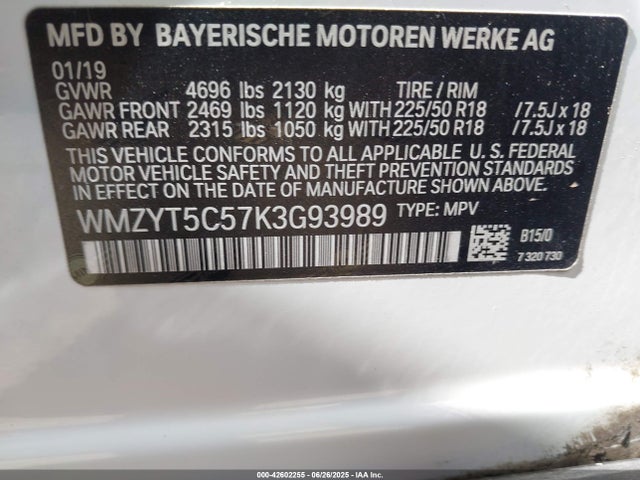 MFD BY BAYERISCHE MOTOREN WERKE AG
01/19
GVWR 4696 lbs 2130 kg TIRE / RIM
GAWR FRONT 2469 lbs 1120 kg WITH 225/50 R18 /7.5J x 18
GAWR REAR 2315 lbs 1050 kg WITH 225/50 R18 /7.5J x 18
THIS VEHICLE CONFORMS TO ALL APPLICABLE U. S. FEDERAL
MOTOR VEHICLE SAFETY AND THEFT PREVENTION STANDARDS
IN EFFECT ON THE DATE OF MANUFACTURE SHOWN ABOVE.
WMZYT5C57K3G93989 TYPE: MPV
B15/0
7 320 730
000-42602255 - 06/26/2025 - IAA Inc.